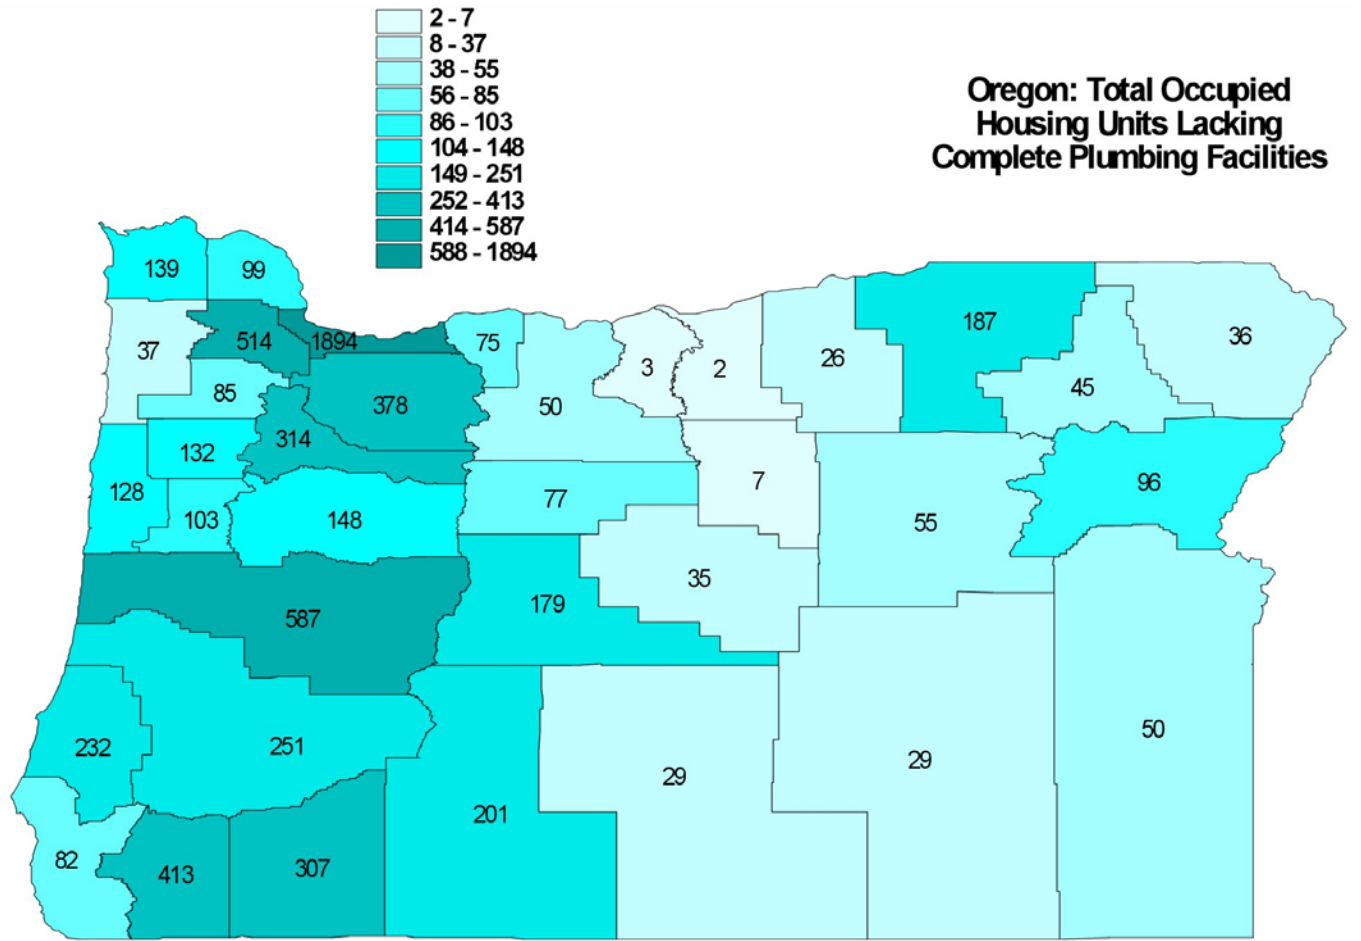 2 - 7
8 - 37
38 - 55
56 - 85
86 - 103
104 - 148
149 - 251
252 - 413
414 - 587
588 - 1894
Oregon: Total Occupied
Housing Units Lacking
Complete Plumbing Facilities
139
99
37
514
1894
75
50
3
2
26
187
45
36
85
378
314
132
128
103
148
77
7
55
96
587
179
35
232
251
201
29
29
50
82
413
307